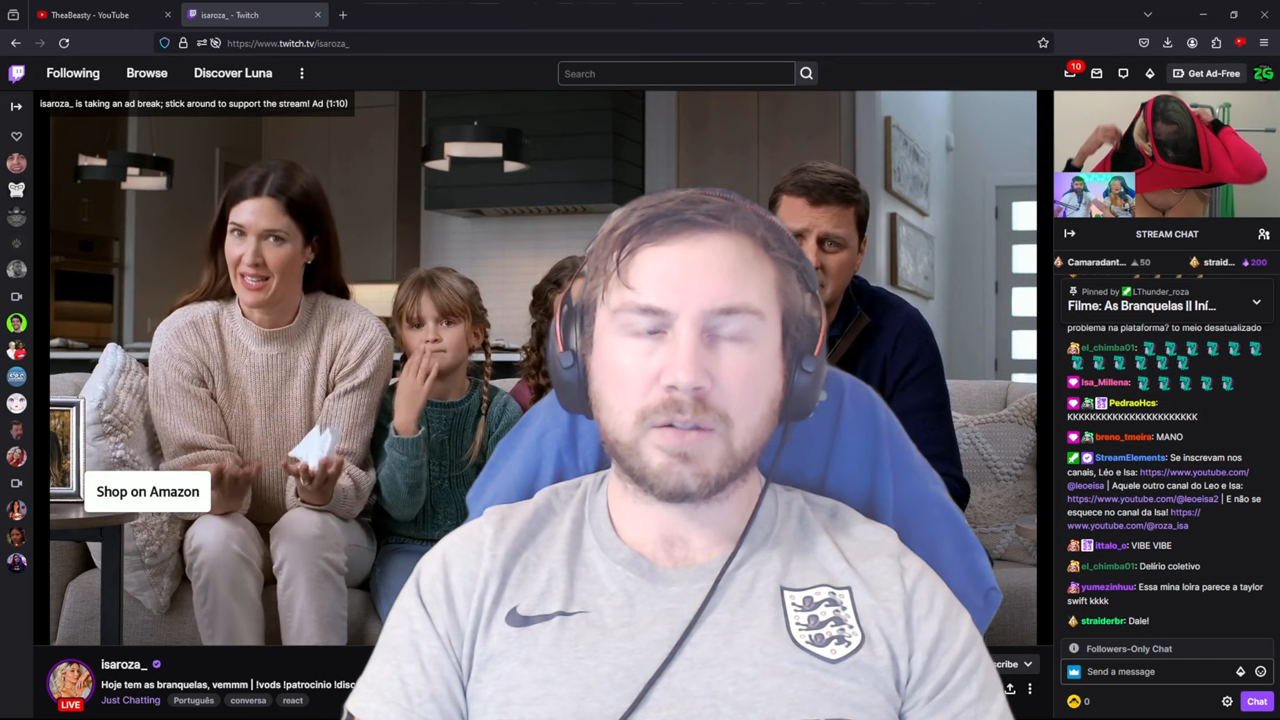 TheaBeasty - YouTube
isaroza_ - Twitch
https://www.twitch.tv/isaroza_
Following
Browse
Discover Luna
Search
10
Get Ad-Free
ZG
isaroza_ is taking an ad break; stick around to support the stream! Ad (1:10)
Shop on Amazon
STREAM CHAT
Camaradant... 50
straid... 200
Pinned by LThunder_roza
Filme: As Branquelas || Iní...
problema na plataforma? to meio desatualizado
el_chimba01:
Isa_Millena:
PedraoHcs:
KKKKKKKKKKKKKKKKKKKKKKK
breno_tmeira: MANO
StreamElements: Se inscrevam nos
canais, Léo e Isa: https://www.youtube.com/
@leoeisa | Aquele outro canal do Leo e Isa:
https://www.youtube.com/@leoeisa2 | E não se
esquece no canal da Isa! https://
www.youtube.com/@roza_isa
ittalo_o: VIBE VIBE
el_chimba01: Delírio coletivo
yumezinhuu: Essa mina loira parece a taylor
swift kkkk
straiderbr: Dale!
Followers-Only Chat
Send a message
0
Chat
isaroza_
LIVE
Hoje tem as branquelas, vemmm | !vods !patrocinio !disc
Just Chatting
Português
conversa
react
scribe